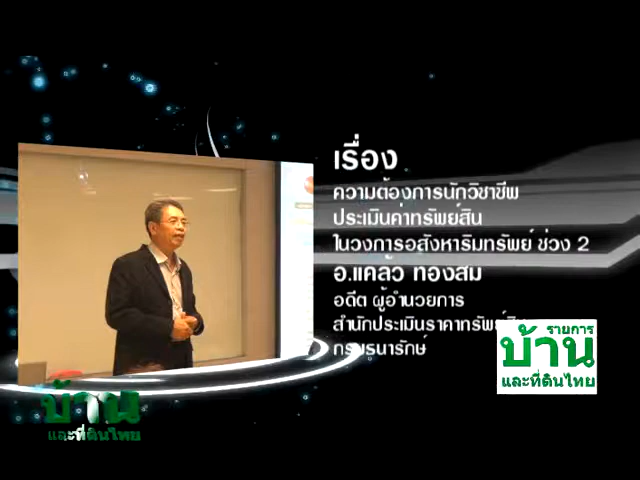 เรื่อง
ความต้องการนักวิชาชีพ
ประเมินค่าทรัพย์สิน
ในวงการอสังหาริมทรัพย์ ช่วง 2
อ.แคล้ว ทองสม
อดีต ผู้อำนวยการ
สำนักประเมินราคาทรัพย์สิน
กรมธนารักษ์
รายการ
บ้าน
และที่ดินไทย
บ้าน
และที่ดินไทย